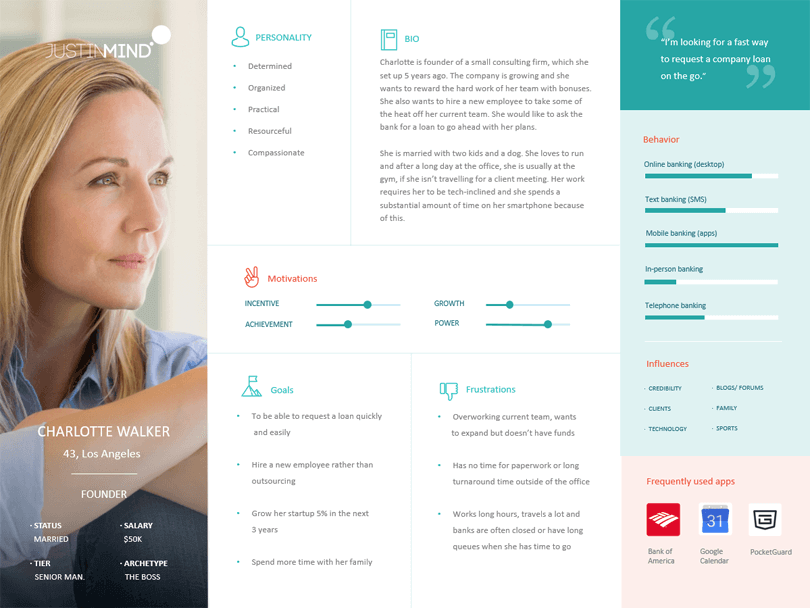 JUSTINMIND
CHARLOTTE WALKER
43, Los Angeles
FOUNDER
· STATUS
MARRIED
· SALARY
$50K
· TIER
SENIOR MAN.
· ARCHETYPE
THE BOSS
PERSONALITY
• Determined
• Organized
• Practical
• Resourceful
• Compassionate
BIO
Charlotte is founder of a small consulting firm, which she
set up 5 years ago. The company is growing and she
wants to reward the hard work of her team with bonuses.
She also wants to hire a new employee to take some of
the heat off her current team. She would like to ask the
bank for a loan to go ahead with her plans.
She is married with two kids and a dog. She loves to run
and after a long day at the office, she is usually at the
gym, if she isn't travelling for a client meeting. Her work
requires her to be tech-inclined and she spends a
substantial amount of time on her smartphone because
of this.
Motivations
INCENTIVE
GROWTH
ACHIEVEMENT
POWER
Goals
• To be able to request a loan quickly
and easily
• Hire a new employee rather than
outsourcing
• Grow her startup 5% in the next
3 years
• Spend more time with her family
Frustrations
• Overworking current team, wants
to expand but doesn't have funds
• Has no time for paperwork or long
turnaround time outside of the office
• Works long hours, travels a lot and
banks are often closed or have long
queues when she has time to go
"I'm looking for a fast way
to request a company loan
on the go."
Behavior
Online banking (desktop)
Text banking (SMS)
Mobile banking (apps)
In-person banking
Telephone banking
Influences
· CREDIBILITY
· BLOGS/ FORUMS
· CLIENTS
· FAMILY
· TECHNOLOGY
· SPORTS
Frequently used apps
31
Bank of
America
Google
Calendar
PocketGuard